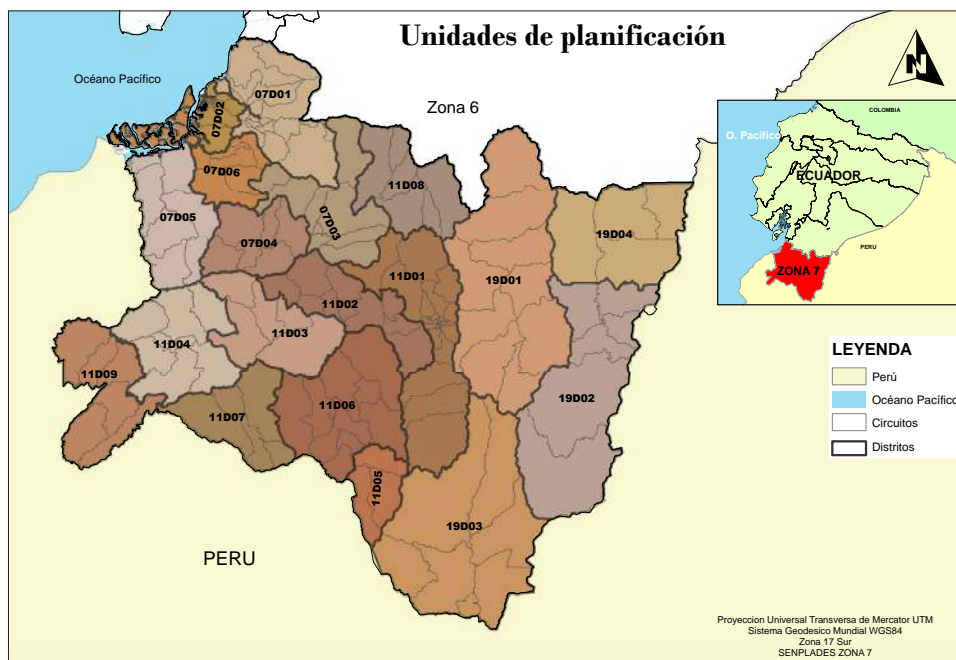 Unidades de planificación
Océano Pacífico
Zona 6
07D01
07D02
07D06
07D05
07D04
07D03
11D08
11D01
11D02
11D03
11D04
11D09
11D07
11D06
11D05
19D01
19D04
19D02
19D03
PERU
N
COLOMBIA
O. Pacífico
ECUADOR
PERU
ZONA 7
LEYENDA
Perú
Océano Pacífico
Circuitos
Distritos
Proyeccion Universal Transversa de Mercator UTM
Sistema Geodesico Mundial WGS84
Zona 17 Sur
SENPLADES ZONA 7